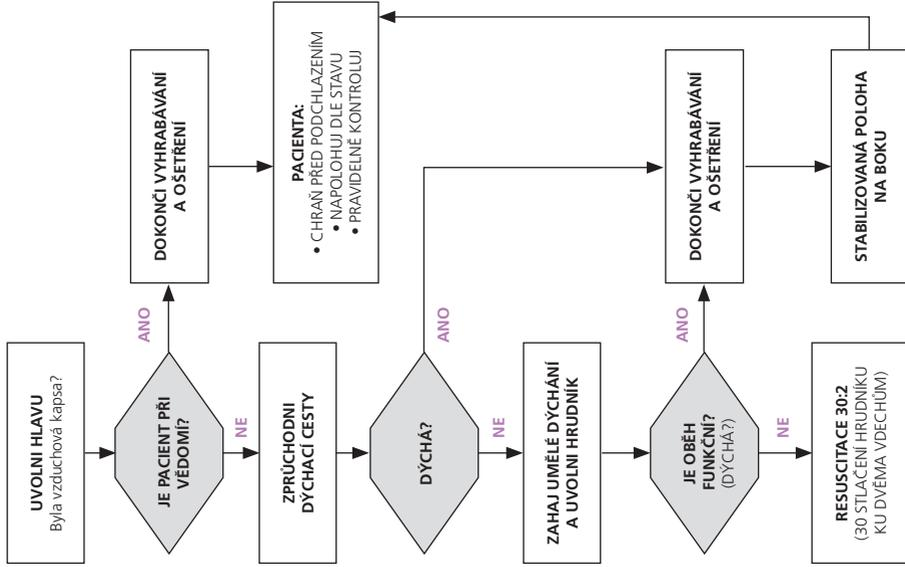 UVOLNI HLAVU
Byla vzduchová kapsa?
JE PACIENT PŘI
VĚDOMÍ?
ANO
DOKONČI VYHRABÁVÁNÍ
A OŠETŘENÍ
PACIENTA:
• CHRAŇ PŘED PODCHLAZENÍM
• NAPOLOHUJ DLE STAVU
• PRAVIDELNĚ KONTROLUJ
NE
ZPRŮCHODNI
DÝCHACÍ CESTY
DÝCHÁ?
ANO
NE
ZAHAJ UMĚLÉ DÝCHÁNÍ
A UVOLNI HRUDNÍK
JE OBĚH
FUNKČNÍ?
(DÝCHÁ?)
ANO
DOKONČI VYHRABÁVÁNÍ
A OŠETŘENÍ
STABILIZOVANÁ POLOHA
NA BOKU
NE
RESUSCITACE 30:2
(30 STLAČENÍ HRUDNÍKU
KU DVĚMA VDECHŮM)